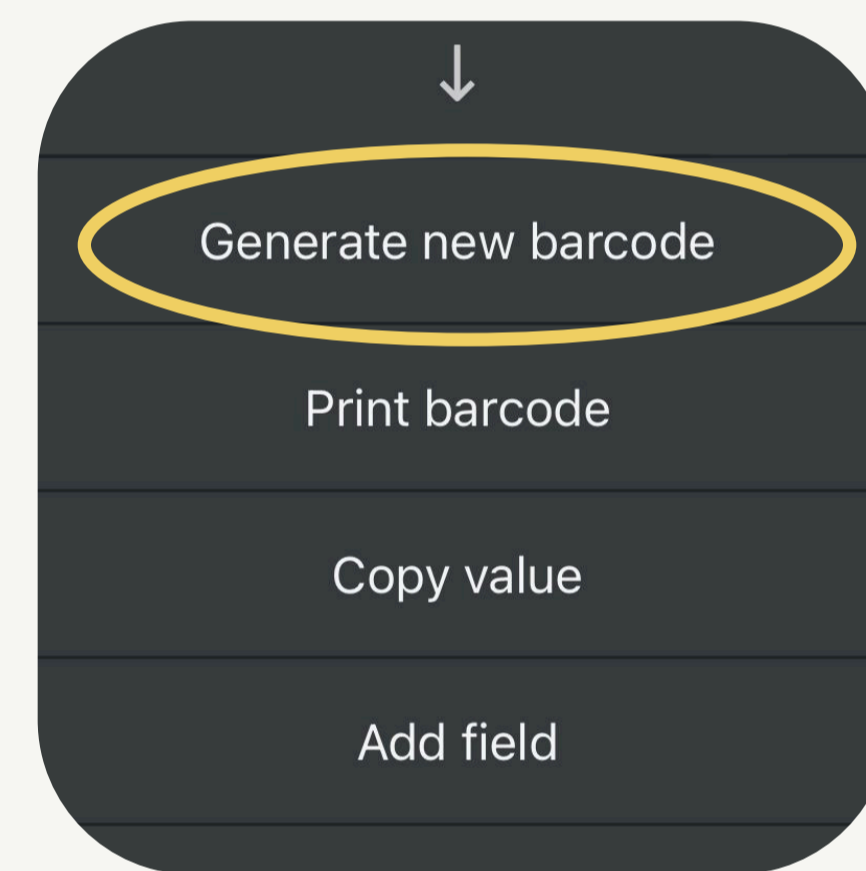 Generate new barcode
Print barcode
Copy value
Add field